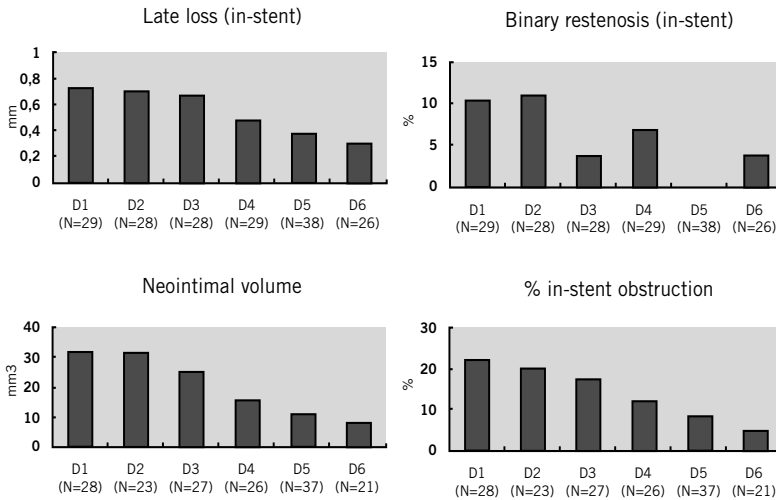 Late loss (in-stent)
1
0,8
0,6
0,4
0,2
0
mm
D1 D2 D3 D4 D5 D6
(N=29) (N=28) (N=28) (N=29) (N=38) (N=26)
Binary restenosis (in-stent)
15
10
5
0
%
D1 D2 D3 D4 D5 D6
(N=29) (N=28) (N=28) (N=29) (N=38) (N=26)
Neointimal volume
40
30
20
10
0
mm3
D1 D2 D3 D4 D5 D6
(N=28) (N=23) (N=27) (N=26) (N=37) (N=21)
% in-stent obstruction
30
20
10
0
%
D1 D2 D3 D4 D5 D6
(N=28) (N=23) (N=27) (N=26) (N=37) (N=21)